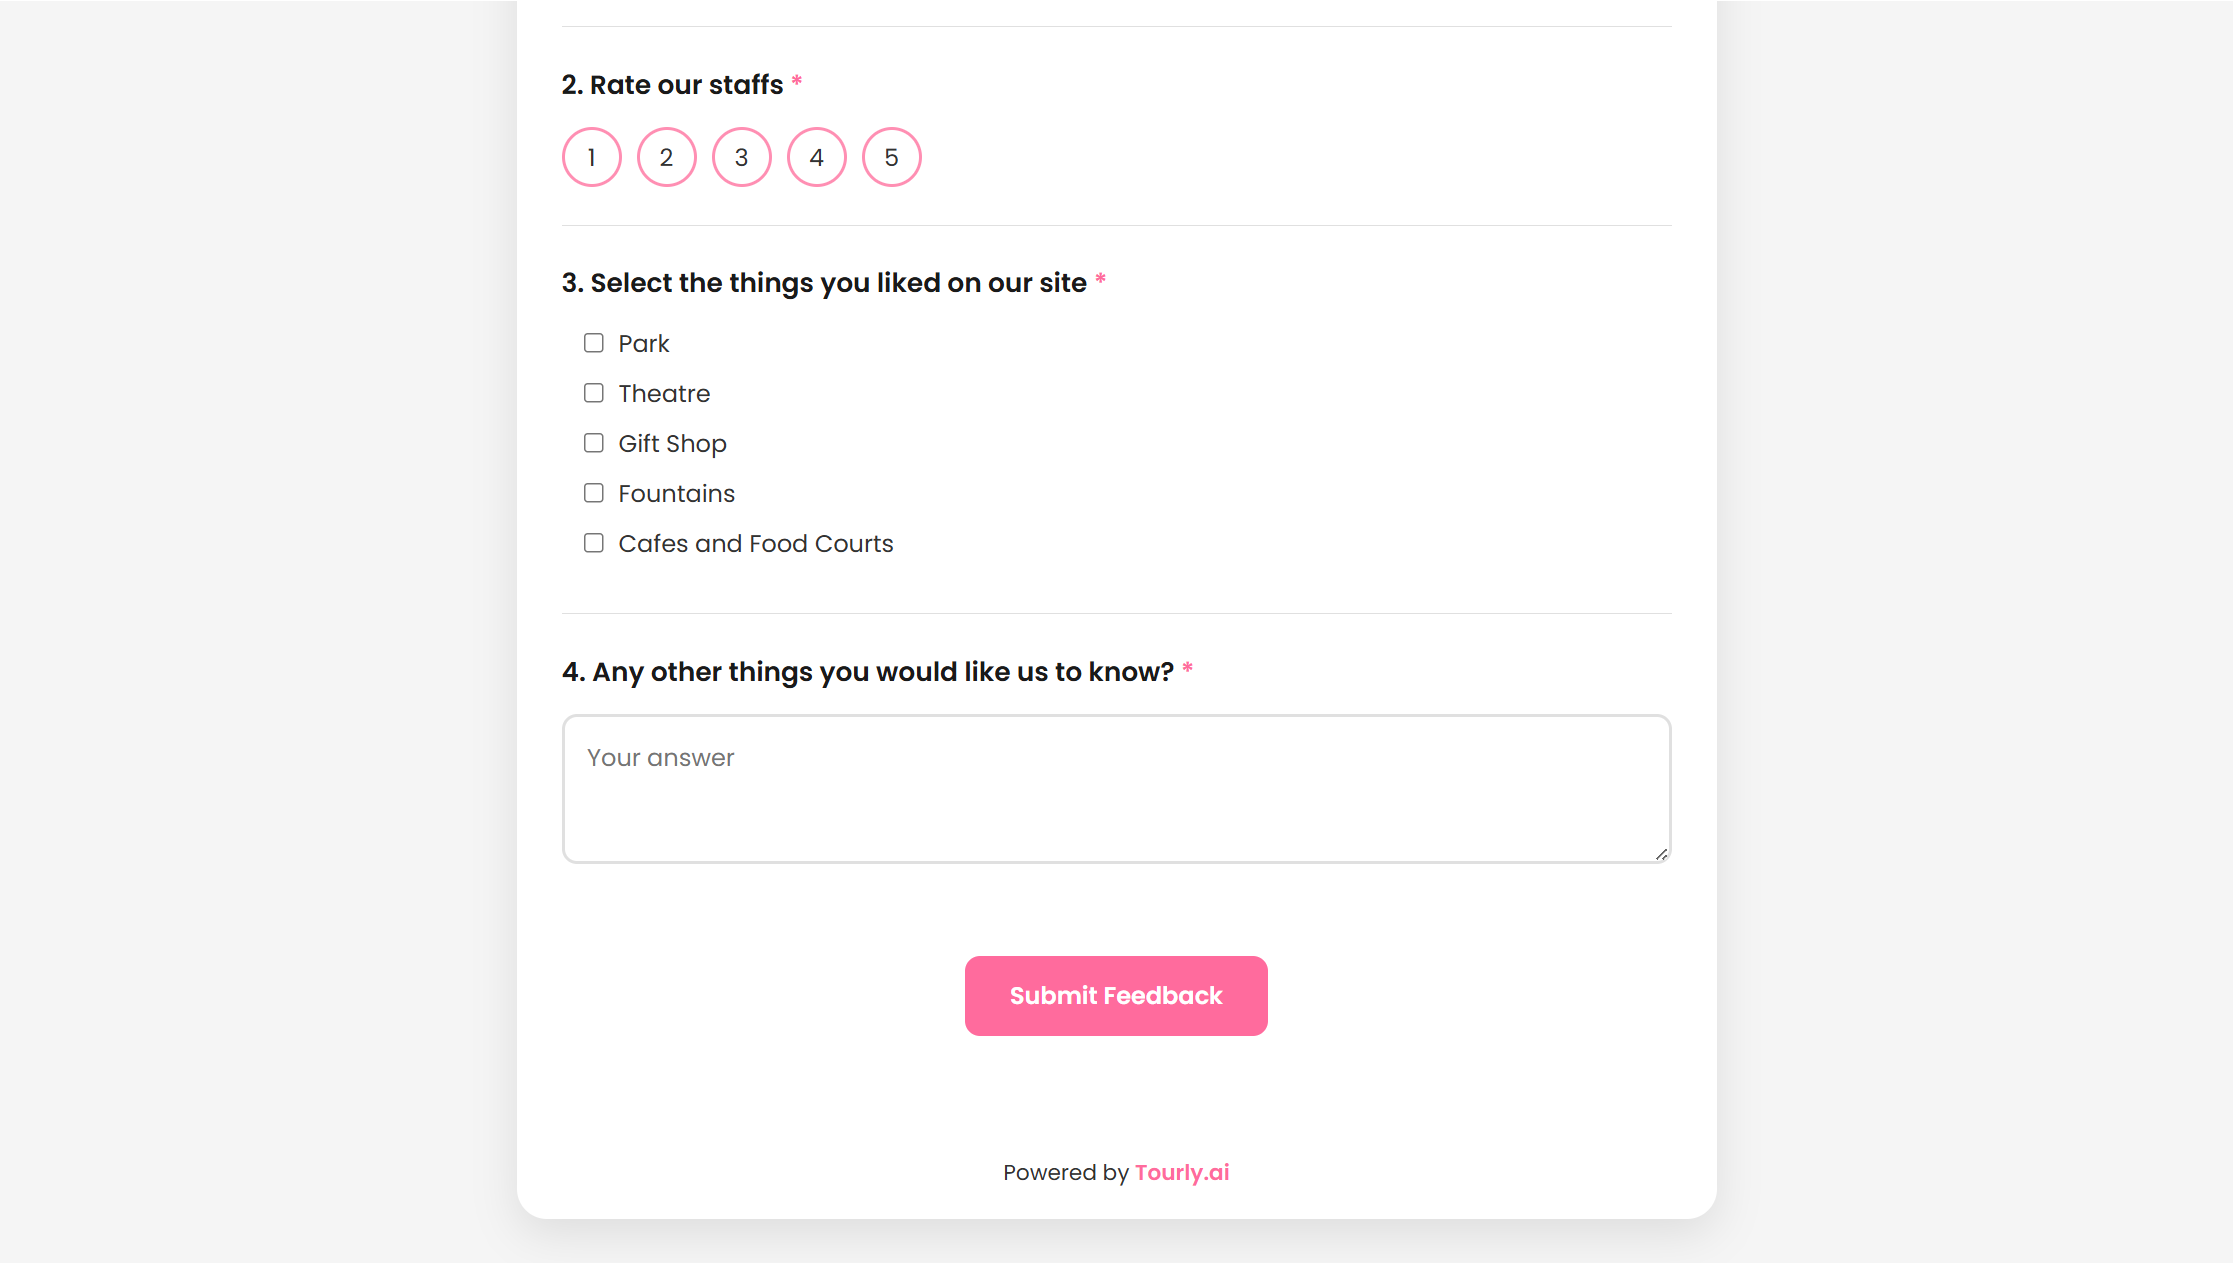 2. Rate our staffs *
1 2 3 4 5
3. Select the things you liked on our site *
Park
Theatre
Gift Shop
Fountains
Cafes and Food Courts
4. Any other things you would like us to know? *
Your answer
Submit Feedback
Powered by Tourly.ai